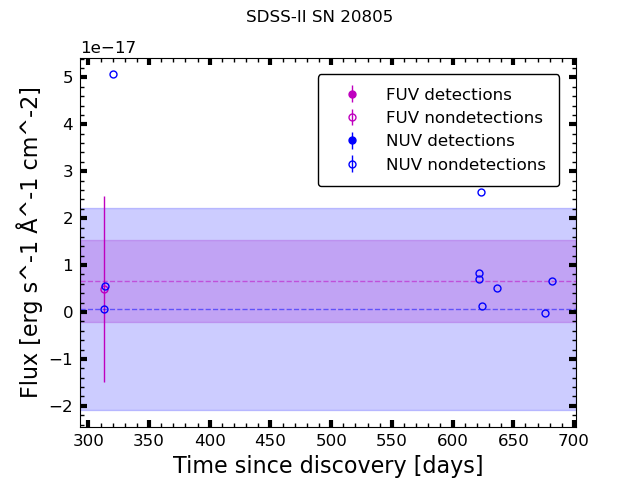 SDSS-II SN 20805
1e−17
FUV detections
FUV nondetections
NUV detections
NUV nondetections
5
4
3
2
1
0
−1
−2
Flux [erg s^-1 Å^-1 cm^-2]
300 350 400 450 500 550 600 650 700
Time since discovery [days]